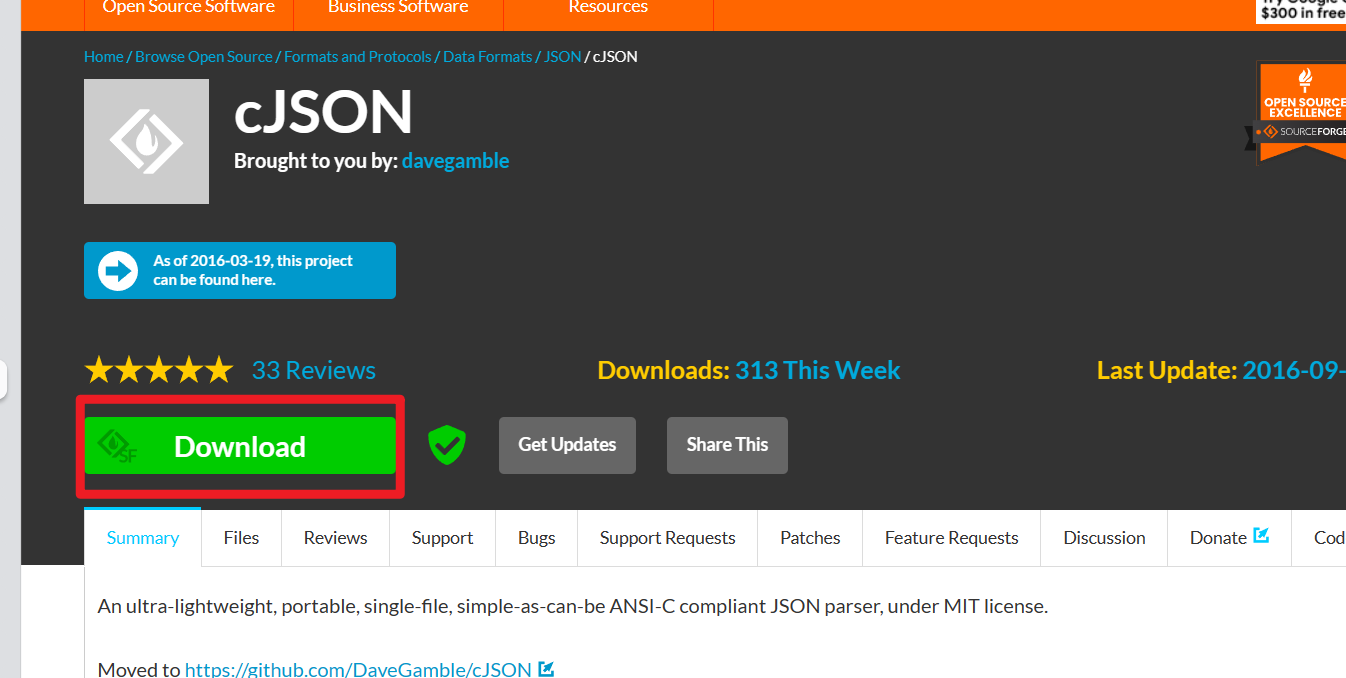 Open Source Software
Business Software
Resources
$300 in free
Home / Browse Open Source / Formats and Protocols / Data Formats / JSON / cJSON
OPEN SOURCE
EXCELLENCE
SOURCEFORGE
cJSON
Brought to you by: davegamble
As of 2016-03-19, this project
can be found here.
33 Reviews
Downloads: 313 This Week
Last Update: 2016-09-
SF
Download
Get Updates
Share This
Summary
Files
Reviews
Support
Bugs
Support Requests
Patches
Feature Requests
Discussion
Donate
Cod
An ultra-lightweight, portable, single-file, simple-as-can-be ANSI-C compliant JSON parser, under MIT license.
Moved to https://github.com/DaveGamble/cJSON